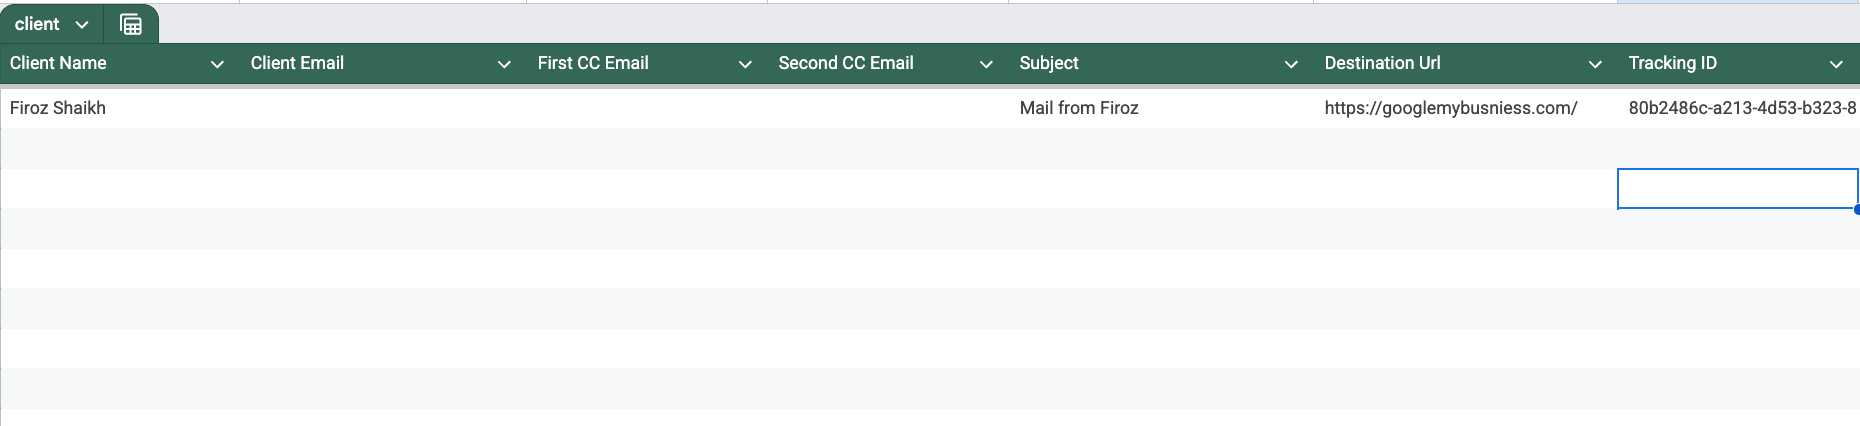 client
Client Name Client Email First CC Email Second CC Email Subject Destination Url Tracking ID
Firoz Shaikh Mail from Firoz https://googlemybusniess.com/ 80b2486c-a213-4d53-b323-8